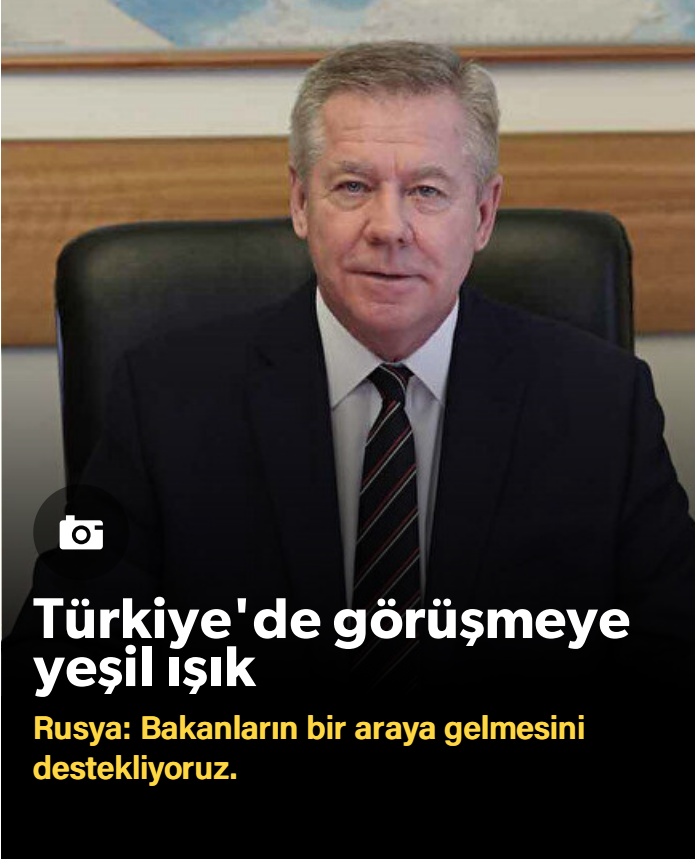 Türkiye'de görüşmeye
yeşil ışık
Rusya: Bakanların bir araya gelmesini
destekliyoruz.